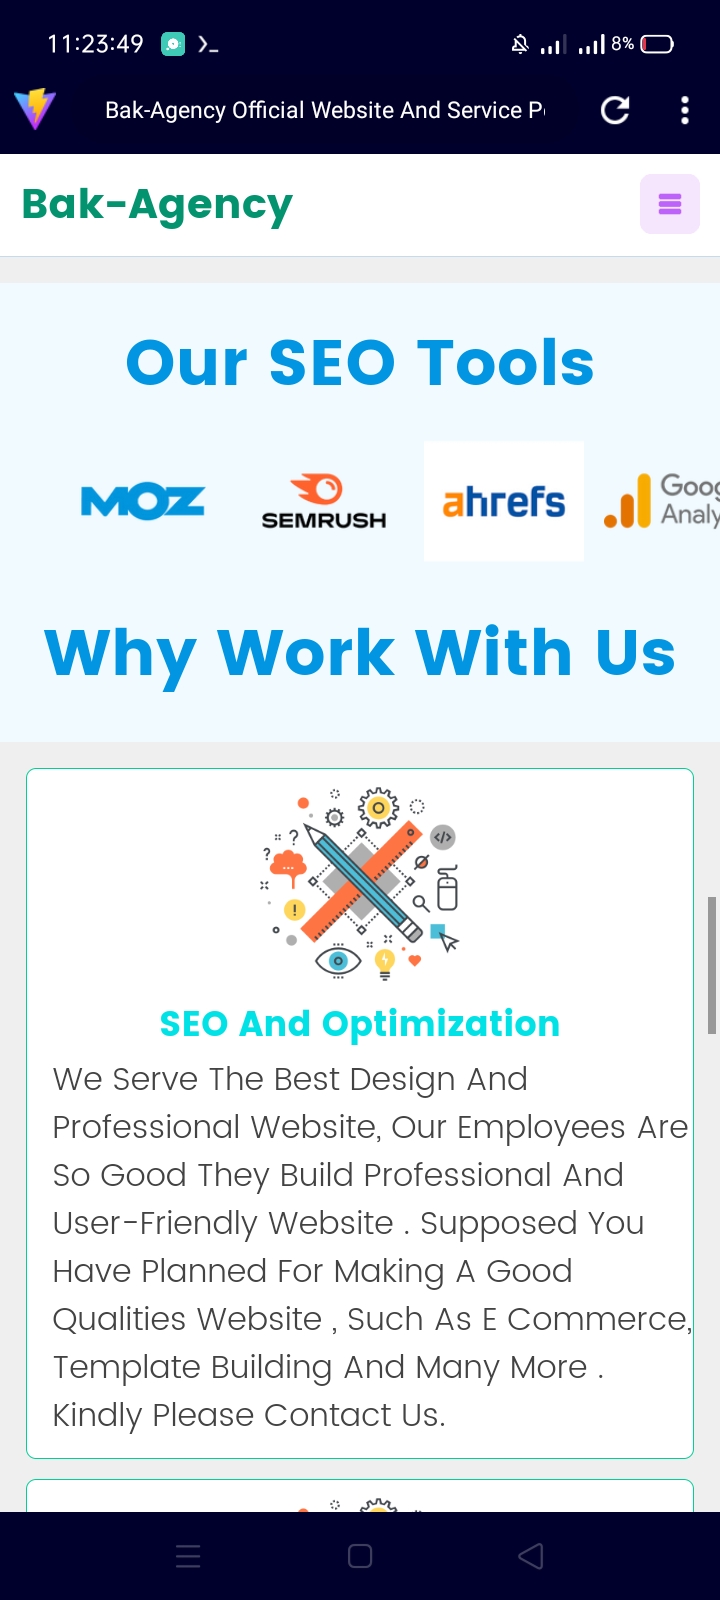 11:23:49
8%
Bak-Agency Official Website And Service P
Bak-Agency
Our SEO Tools
MOZ
SEMRUSH
ahrefs
Goog
Analy
Why Work With Us
SEO And Optimization
We Serve The Best Design And
Professional Website, Our Employees Are
So Good They Build Professional And
User-Friendly Website . Supposed You
Have Planned For Making A Good
Qualities Website , Such As E Commerce,
Template Building And Many More .
Kindly Please Contact Us.